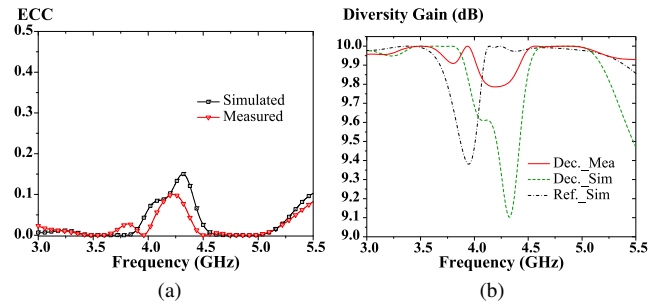 ECC
0.5
0.4
0.3
0.2
0.1
0.0
3.0 3.5 4.0 4.5 5.0 5.5
Frequency (GHz)
Simulated
Measured
(a)
Diversity Gain (dB)
10.0
9.9
9.8
9.7
9.6
9.5
9.4
9.3
9.2
9.1
9.0
3.0 3.5 4.0 4.5 5.0 5.5
Frequency (GHz)
Dec._Mea
Dec._Sim
Ref._Sim
(b)